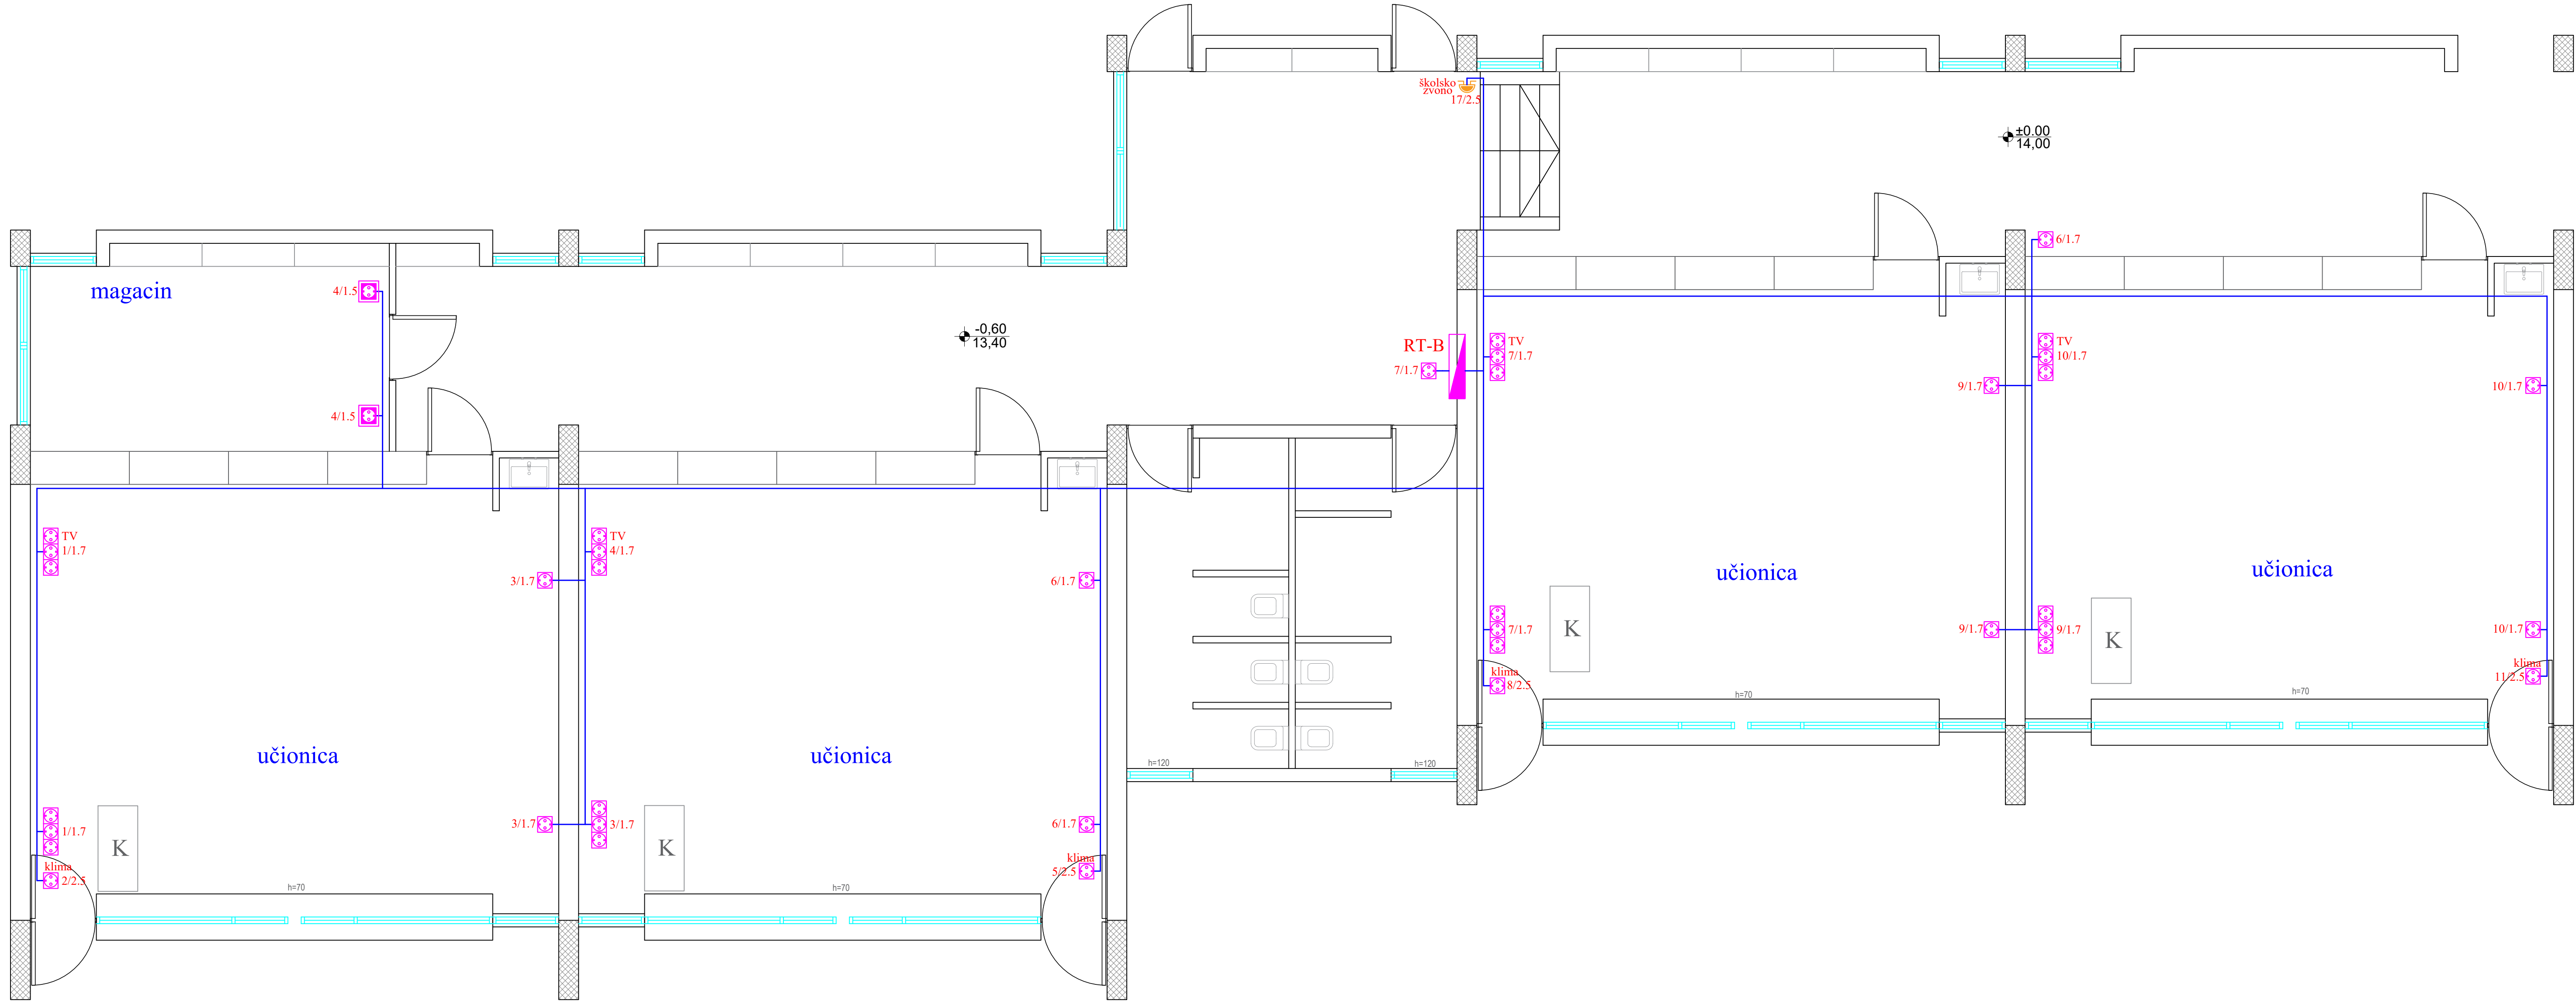 školsko
zvono
17/2.5
±0.00
14,00
6/1.7
magacin
4/1.5
-0,60
13,40
RT-B
7/1.7
TV
7/1.7
TV
10/1.7
9/1.7
10/1.7
4/1.5
TV
1/1.7
3/1.7
TV
4/1.7
6/1.7
učionica
učionica
7/1.7
K
9/1.7
9/1.7
K
10/1.7
klima
8/2.5
klima
11/2.5
h=70
h=70
učionica
učionica
h=120
h=120
1/1.7
K
3/1.7
3/1.7
K
6/1.7
klima
2/2.5
klima
5/2.5
h=70
h=70